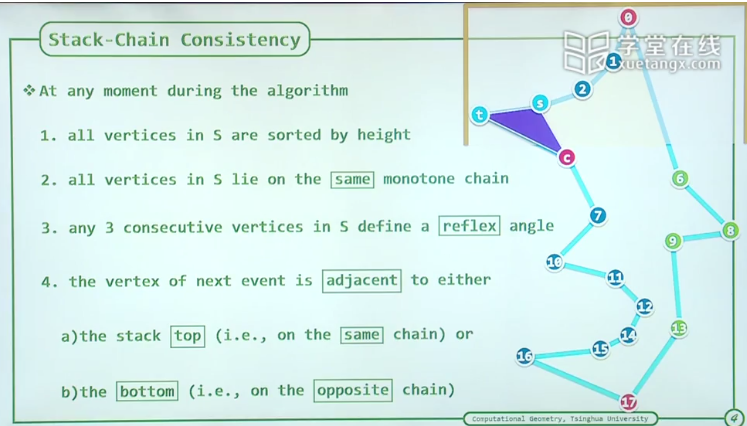 Stack-Chain Consistency
学堂在线
xuetangx.com
❖At any moment during the algorithm
1. all vertices in S are sorted by height
2. all vertices in S lie on the same monotone chain
3. any 3 consecutive vertices in S define a reflex angle
4. the vertex of next event is adjacent to either
a)the stack top (i.e., on the same chain) or
b)the bottom (i.e., on the opposite chain)
0
1
2
s
t
c
6
7
8
9
10
11
12
13
14
15
16
17
Computational Geometry, Tsinghua University
4